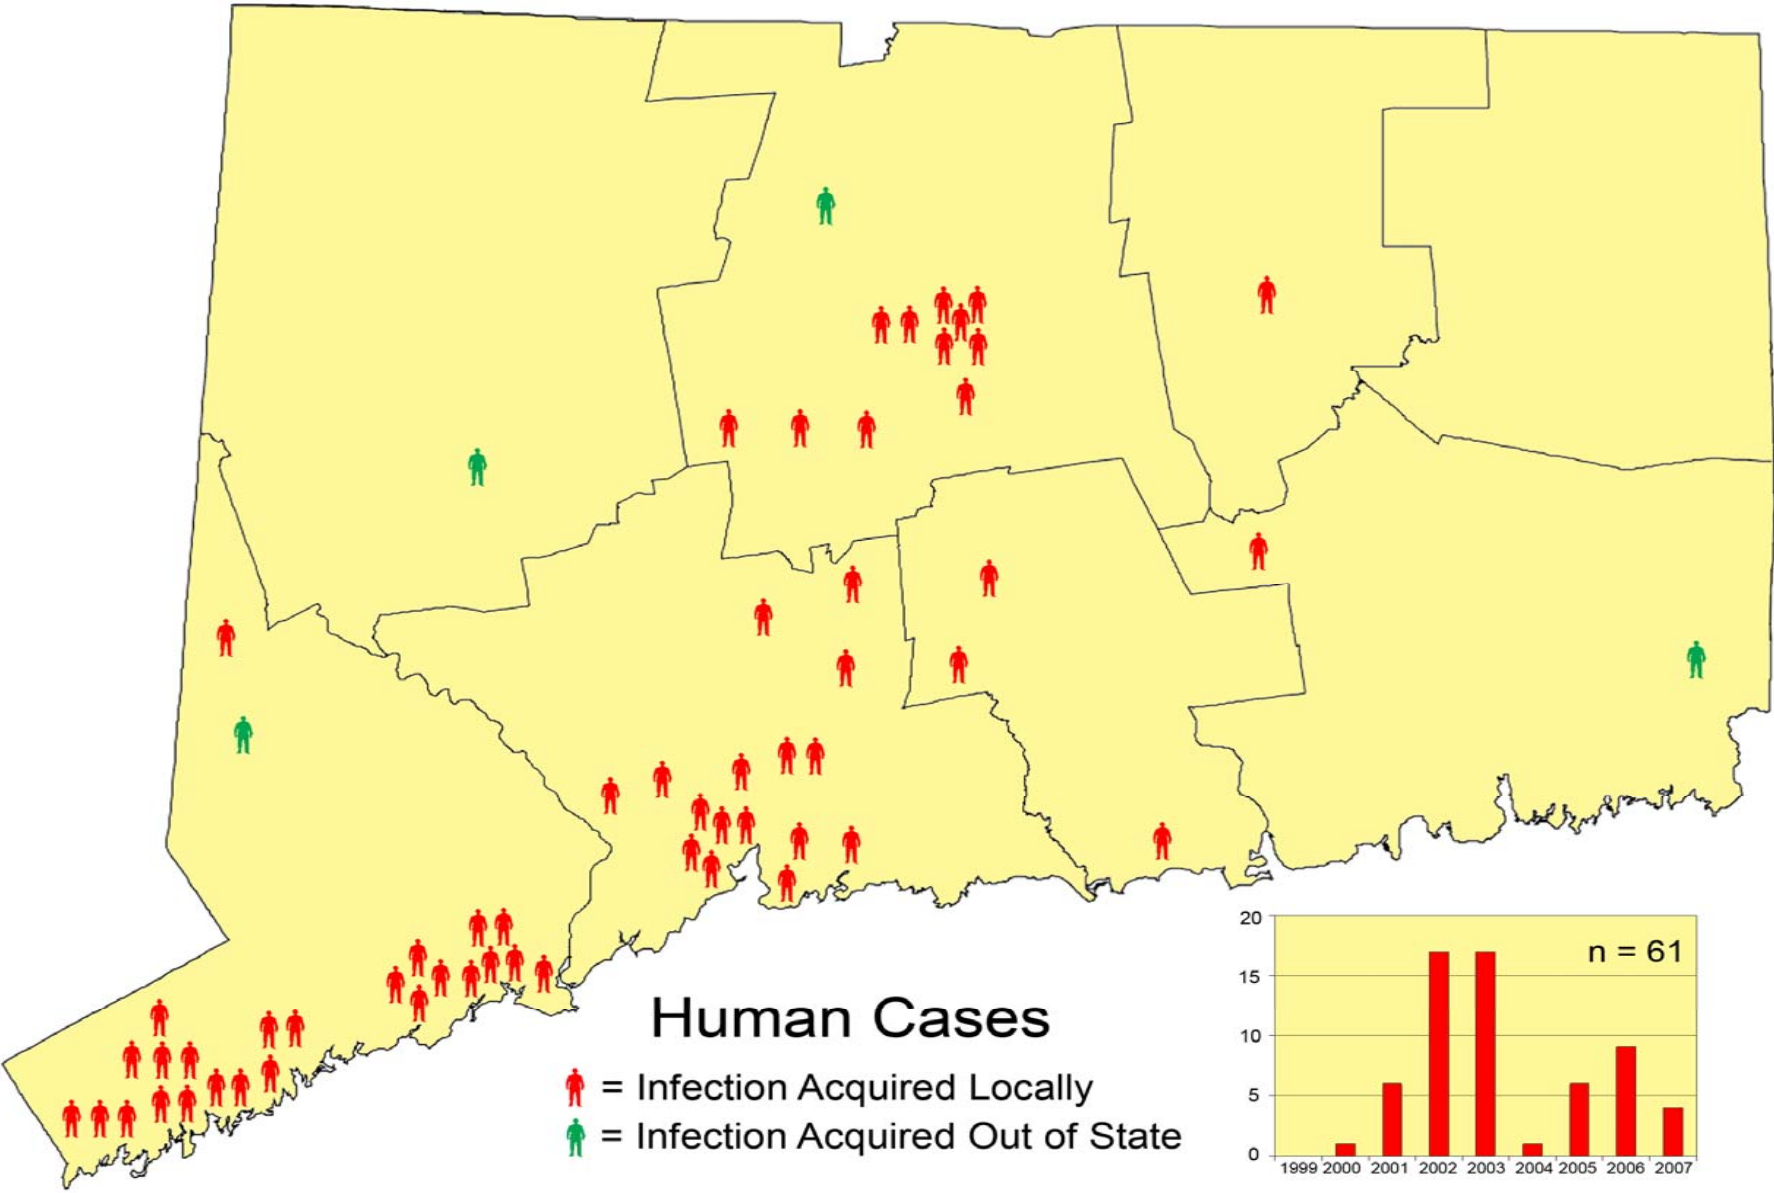 Human Cases
= Infection Acquired Locally
= Infection Acquired Out of State
n = 61
20
15
10
5
0
1999 2000 2001 2002 2003 2004 2005 2006 2007